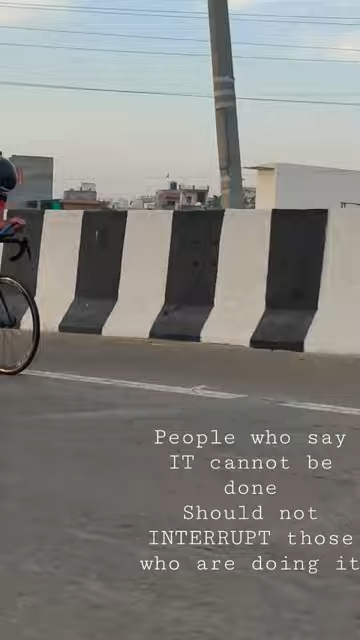 People who say
IT cannot be
done
Should not
INTERRUPT those
who are doing it